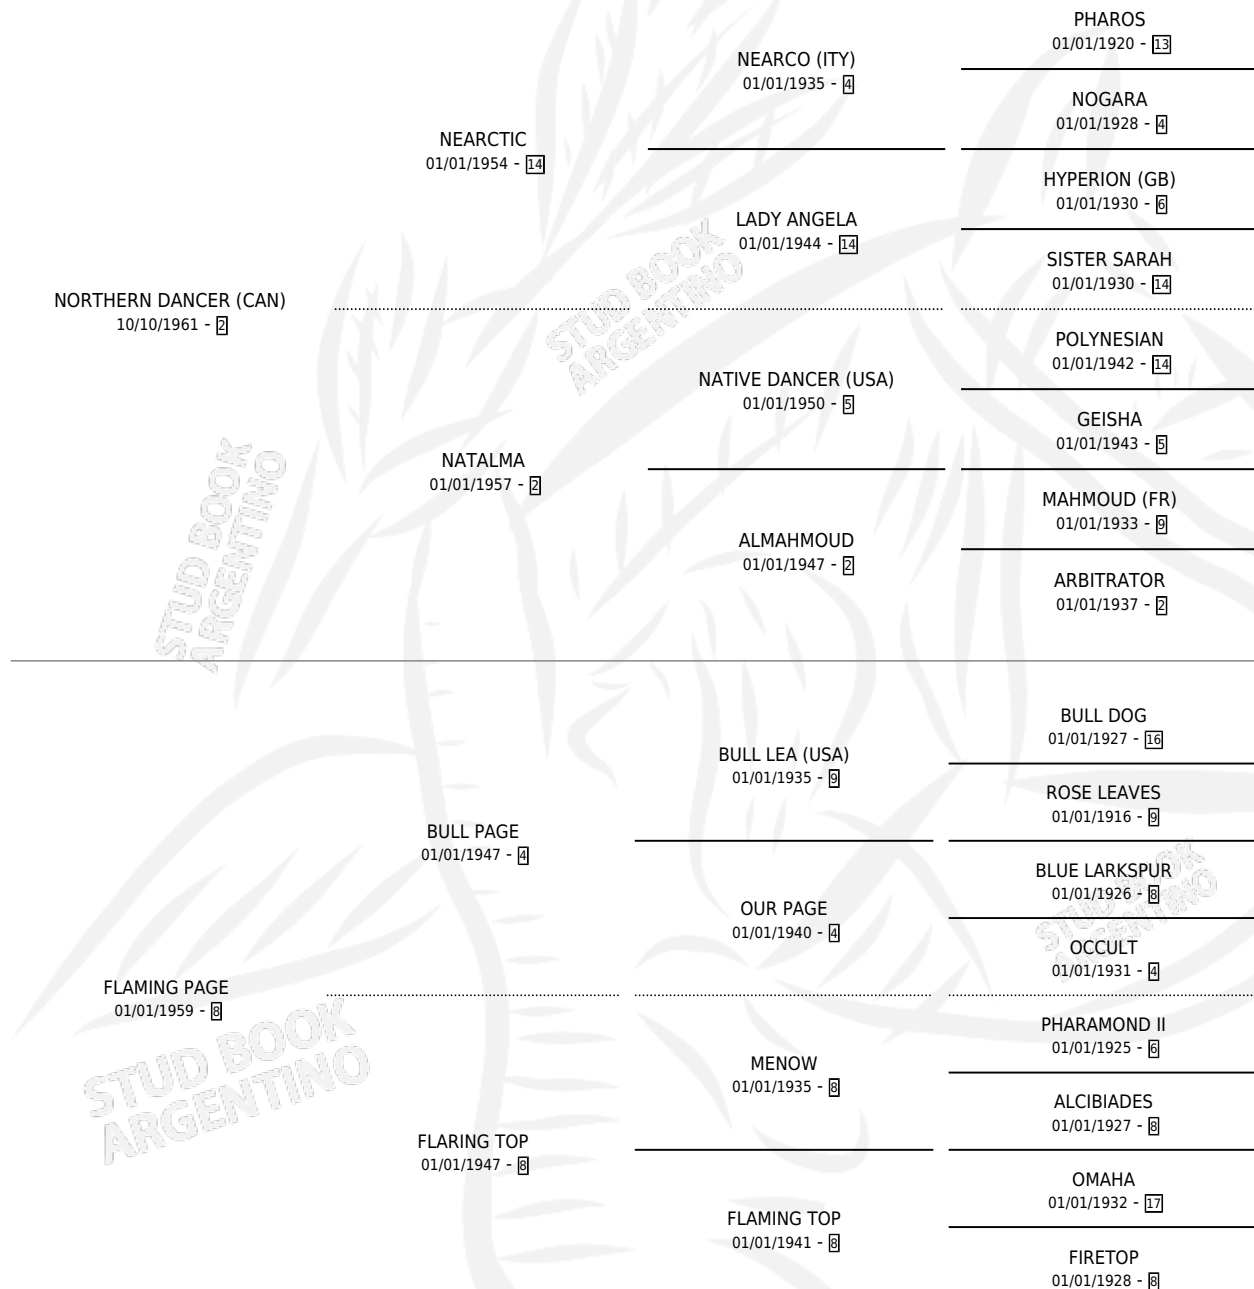 PHAROS
01/01/1920 - 13
NEARCO (ITY)
01/01/1935 - 4
NOGARA
01/01/1928 - 4
NEARCTIC
01/01/1954 - 14
HYPERION (GB)
01/01/1930 - 6
LADY ANGELA
01/01/1944 - 14
SISTER SARAH
01/01/1930 - 14
NORTHERN DANCER (CAN)
10/10/1961 - 2
STUD BOOK
ARGENTINO
POLYNESIAN
01/01/1942 - 14
NATIVE DANCER (USA)
01/01/1950 - 5
GEISHA
01/01/1943 - 5
NATALMA
01/01/1957 - 2
MAHMOUD (FR)
01/01/1933 - 9
ALMAHMOUD
01/01/1947 - 2
ARBITRATOR
01/01/1937 - 2
STUD BOOK
ARGENTINO
BULL DOG
01/01/1927 - 16
BULL LEA (USA)
01/01/1935 - 9
ROSE LEAVES
01/01/1916 - 9
BULL PAGE
01/01/1947 - 4
BLUE LARKSPUR
01/01/1926 - 8
OUR PAGE
01/01/1940 - 4
OCCULT
01/01/1931 - 4
STUD BOOK
ARGENTINO
FLAMING PAGE
01/01/1959 - 8
STUD BOOK
ARGENTINO
PHARAMOND II
01/01/1925 - 6
MENOW
01/01/1935 - 8
ALCIBIADES
01/01/1927 - 8
FLARING TOP
01/01/1947 - 8
OMAHA
01/01/1932 - 17
FLAMING TOP
01/01/1941 - 8
FIRETOP
01/01/1928 - 8